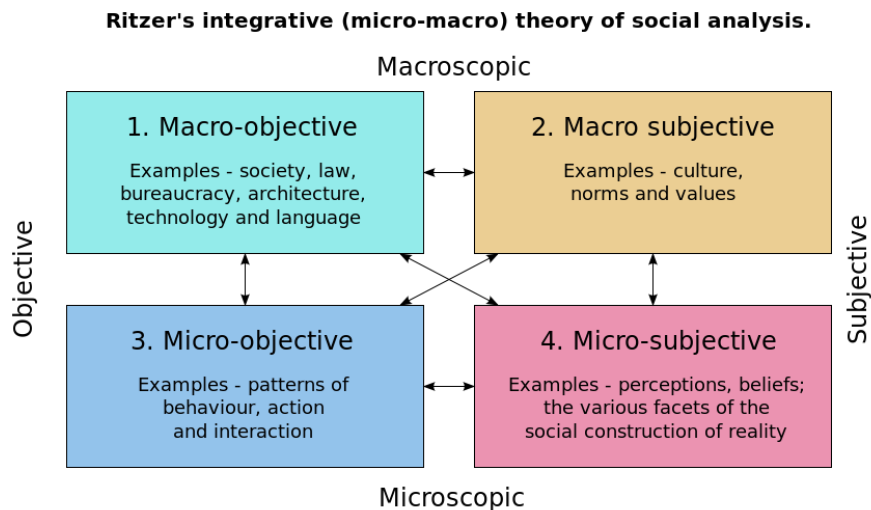 Ritzer's integrative (micro-macro) theory of social analysis.
Macroscopic
1. Macro-objective
Examples - society, law,
bureaucracy, architecture,
technology and language
2. Macro subjective
Examples - culture,
norms and values
Objective
Subjective
3. Micro-objective
Examples - patterns of
behaviour, action
and interaction
4. Micro-subjective
Examples - perceptions, beliefs;
the various facets of the
social construction of reality
Microscopic